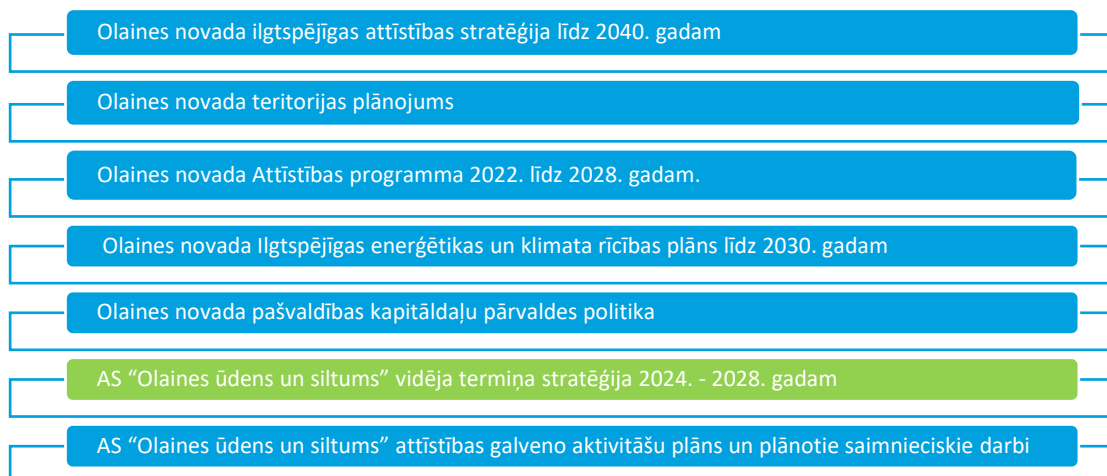 Olaines novada ilgtspējīgas attīstības stratēģija līdz 2040. gadam
Olaines novada teritorijas plānojums
Olaines novada Attīstības programma 2022. līdz 2028. gadam.
Olaines novada Ilgtspējīgas enerģētikas un klimata rīcības plāns līdz 2030. gadam
Olaines novada pašvaldības kapitāldaļu pārvaldes politika
AS “Olaines ūdens un siltums” vidēja termiņa stratēģija 2024. - 2028. gadam
AS “Olaines ūdens un siltums” attīstības galveno aktivitāšu plāns un plānotie saimnieciskie darbi